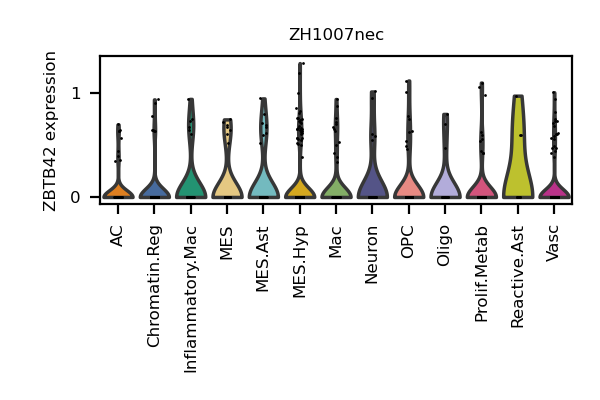 ZH1007nec
ZBTB42 expression
1
0
AC
Chromatin.Reg
Inflammatory.Mac
MES
MES.Ast
MES.Hyp
Mac
Neuron
OPC
Oligo
Prolif.Metab
Reactive.Ast
Vasc